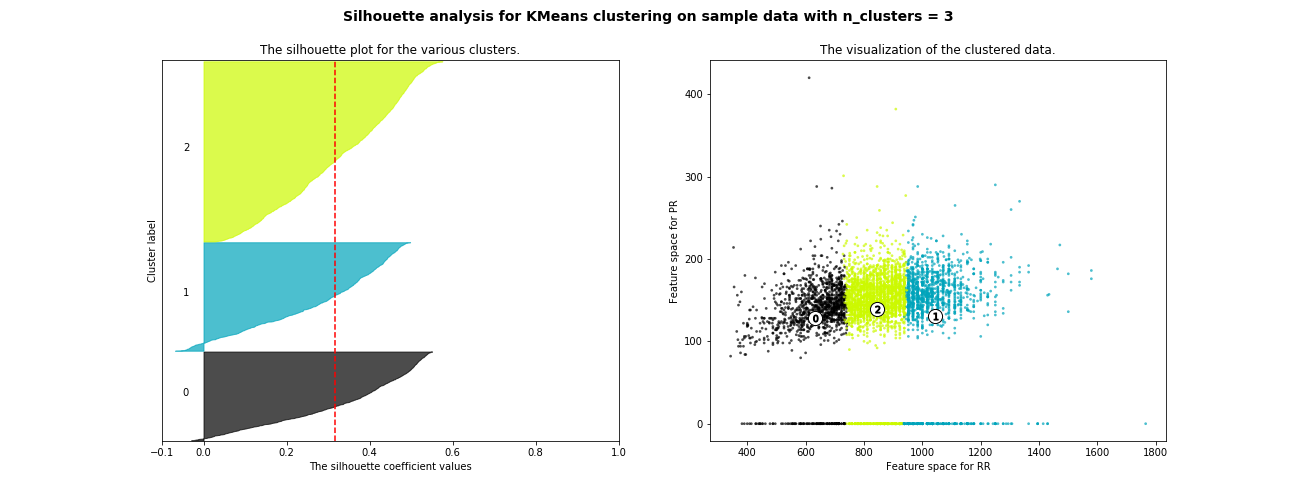 Silhouette analysis for KMeans clustering on sample data with n_clusters = 3
The silhouette plot for the various clusters.
Cluster label
2
1
0
−0.1 0.0 0.2 0.4 0.6 0.8 1.0
The silhouette coefficient values
The visualization of the clustered data.
Feature space for PR
400
300
200
100
0
0 2 1
400 600 800 1000 1200 1400 1600 1800
Feature space for RR